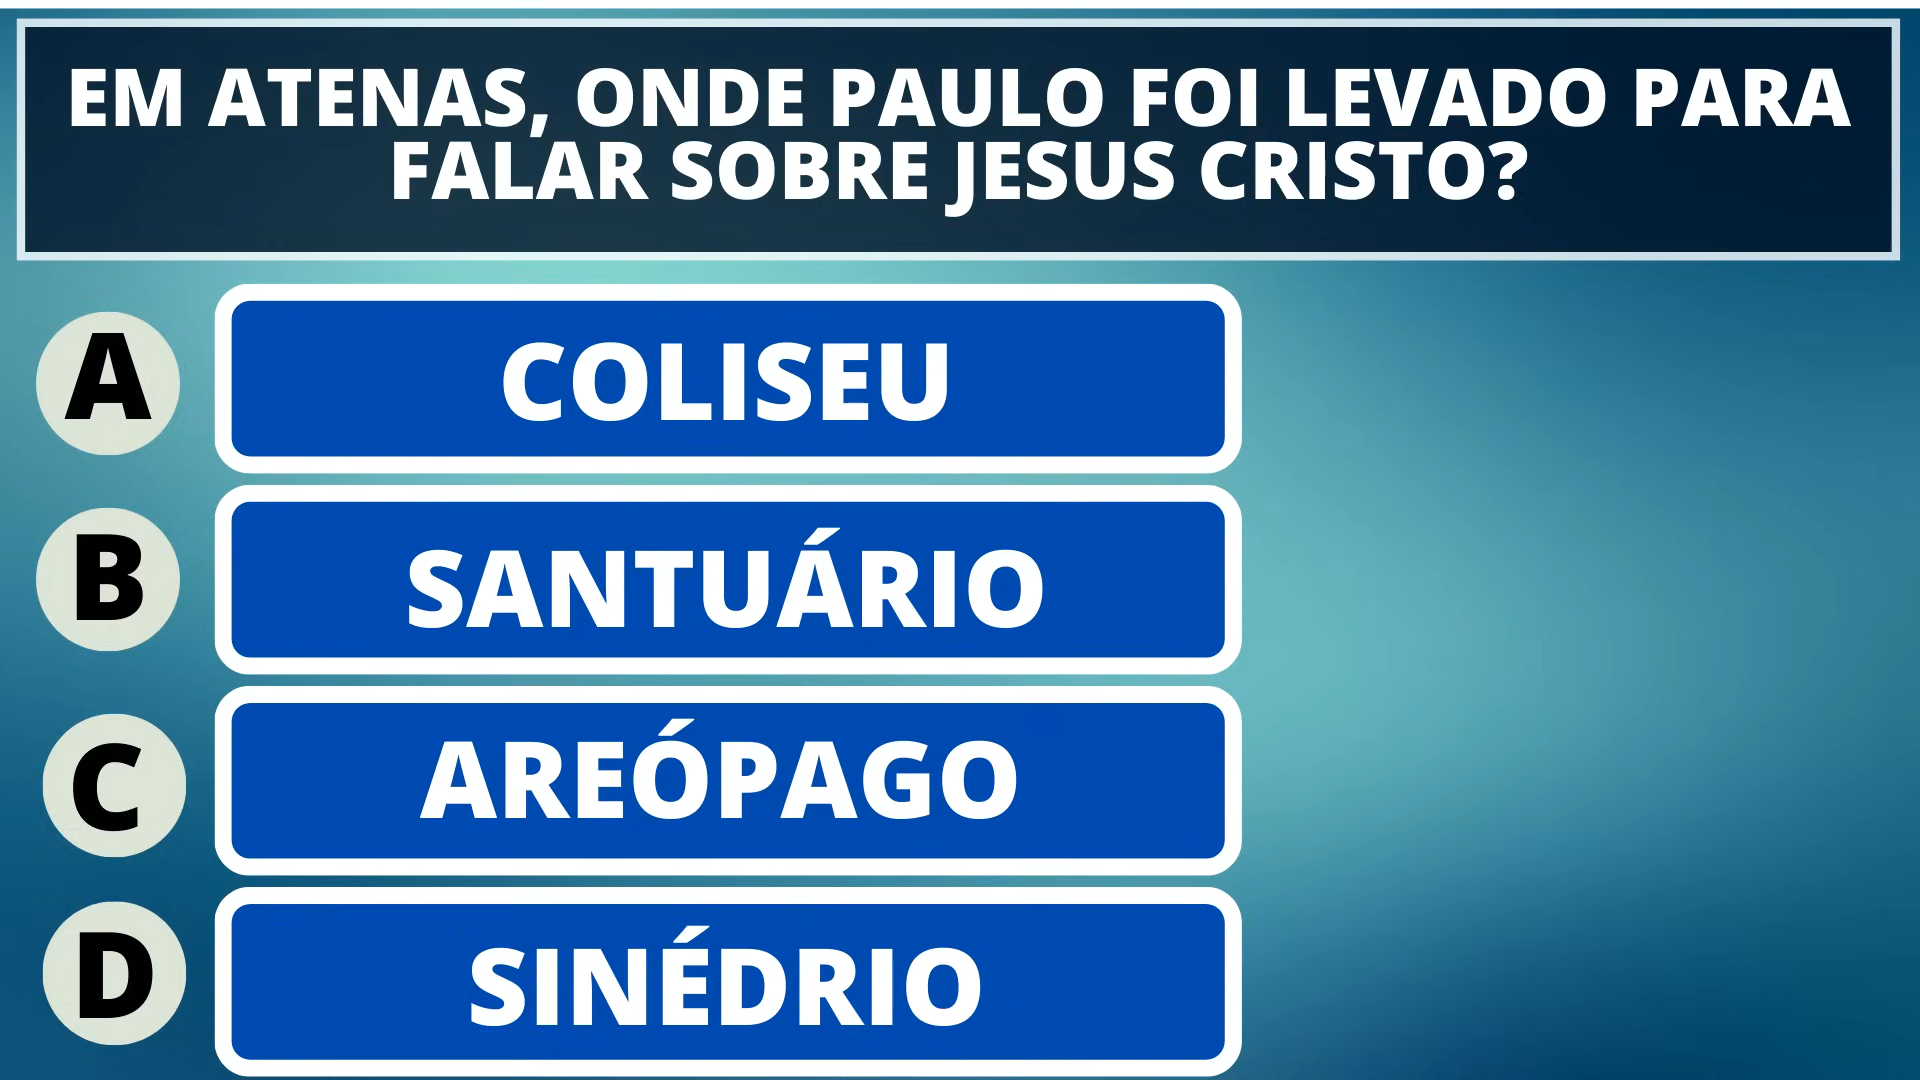 EM ATENAS, ONDE PAULO FOI LEVADO PARA
FALAR SOBRE JESUS CRISTO?
A
COLISEU
B
SANTUÁRIO
C
AREÓPAGO
D
SINÉDRIO